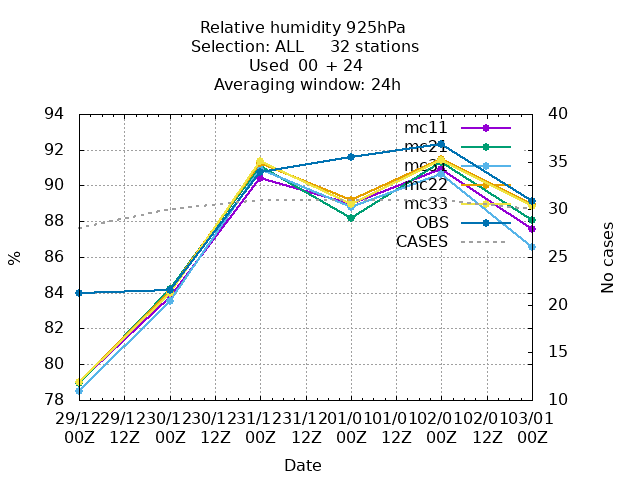 Relative humidity 925hPa
Selection: ALL 32 stations
Used 00 + 24
Averaging window: 24h
94 40
92 35
90 30
88 25
86 20
84 15
82 10
80
78
%
No cases
mc11
mc21
mc22
mc33
OBS
CASES
29/12 29/12 30/12 30/12 31/12 31/12 01/01 01/01 02/01 02/01 03/01
00Z 12Z 00Z 12Z 00Z 12Z 00Z 12Z 00Z 12Z 00Z
Date